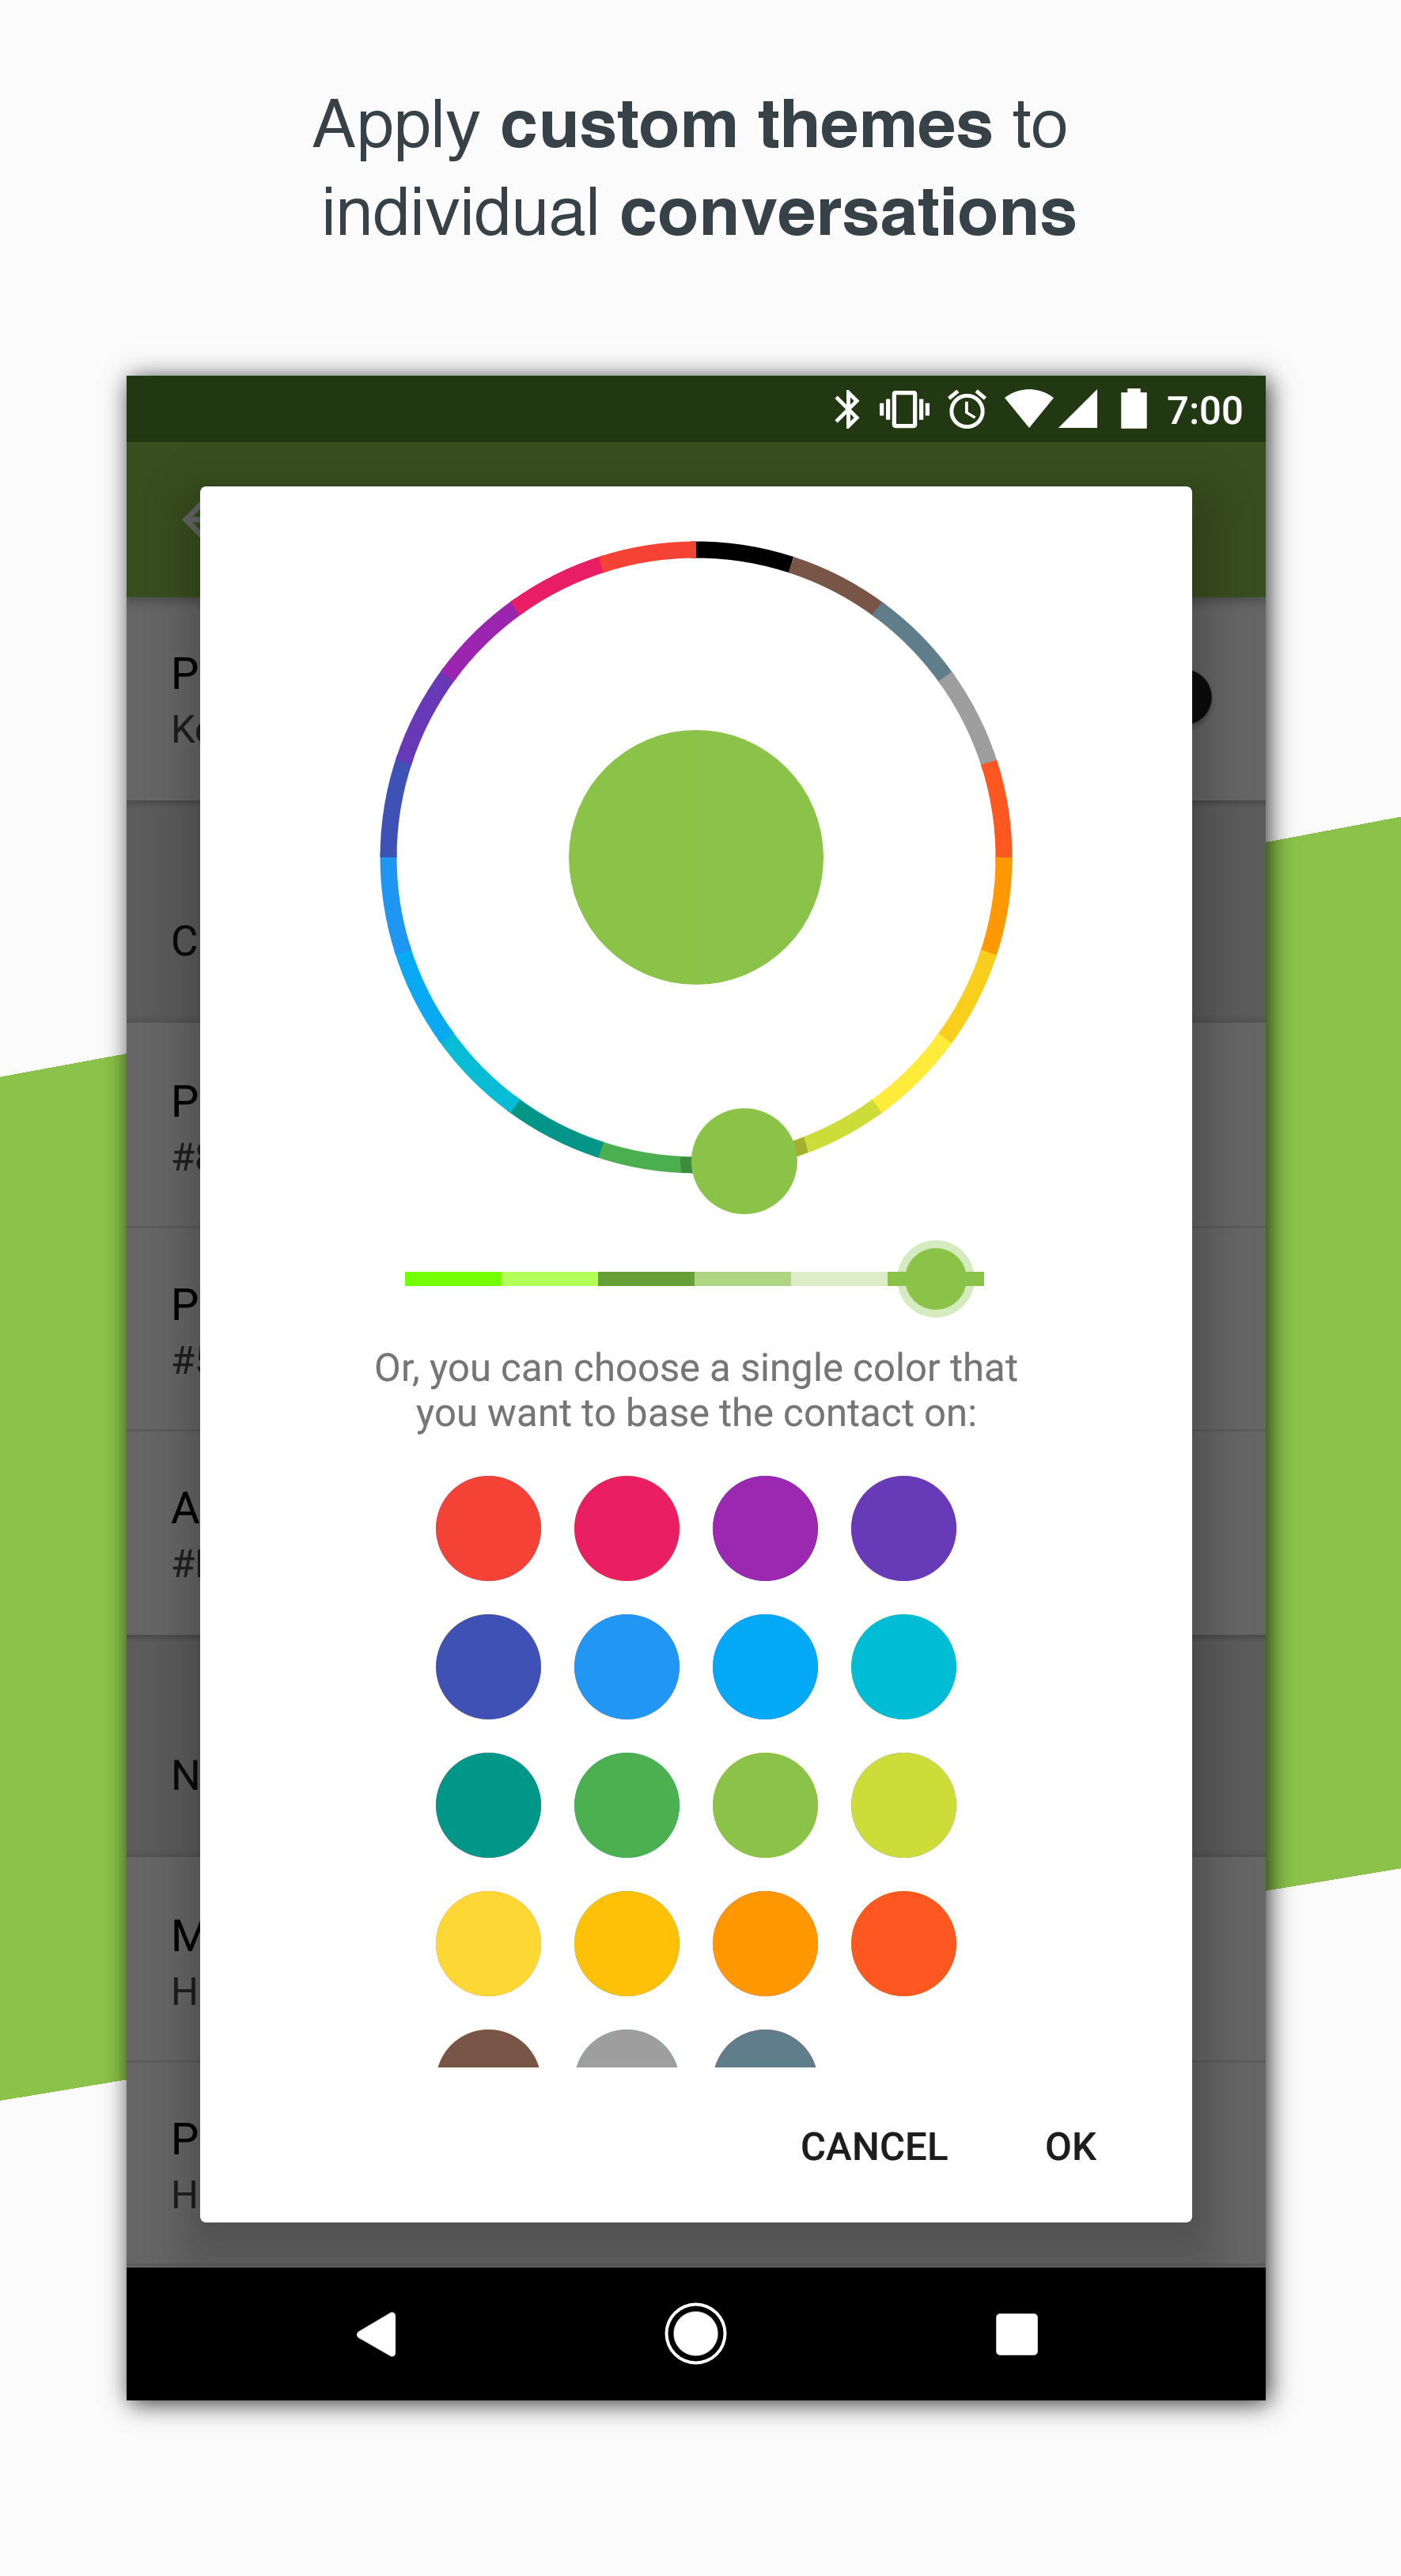 Apply custom themes to
individual conversations
7:00
Or, you can choose a single color that
you want to base the contact on:
CANCEL
OK